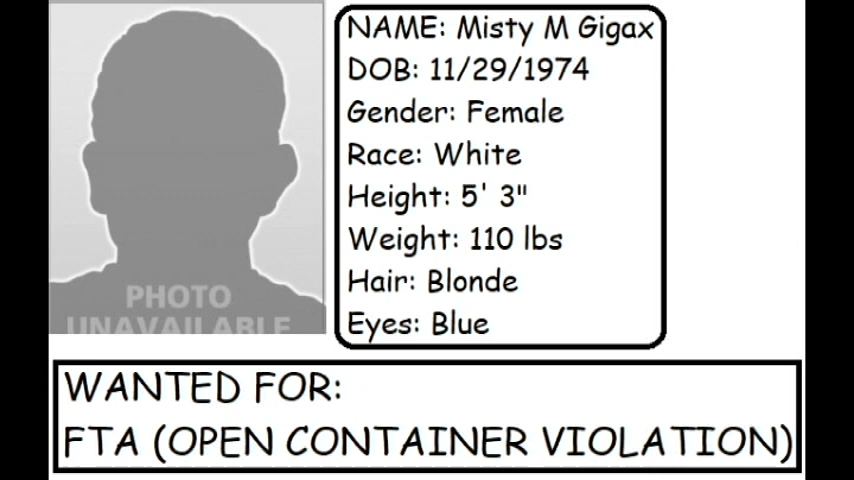 NAME: Misty M Gigax
DOB: 11/29/1974
Gender: Female
Race: White
Height: 5' 3"
Weight: 110 lbs
Hair: Blonde
Eyes: Blue
PHOTO
UNAVAILABLE
WANTED FOR:
FTA (OPEN CONTAINER VIOLATION)